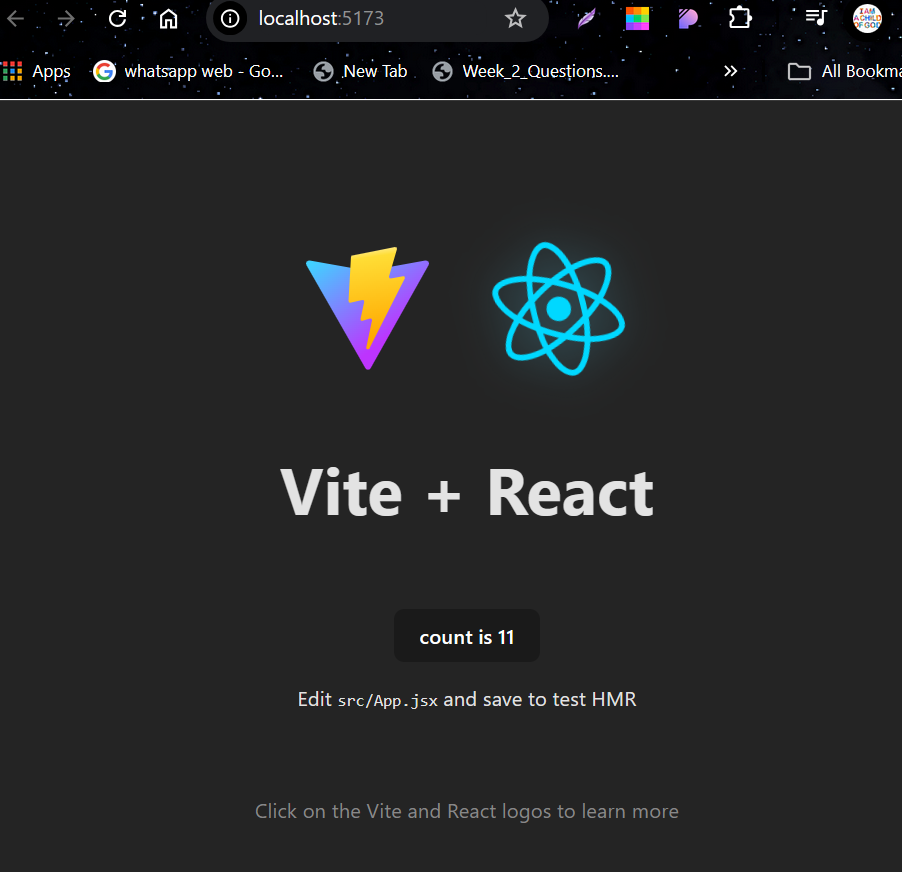 localhost:5173
I AM
A CHILD
OF GOD
Apps
whatsapp web - Go...
New Tab
Week_2_Questions....
All Bookma
Vite + React
count is 11
Edit src/App.jsx and save to test HMR
Click on the Vite and React logos to learn more